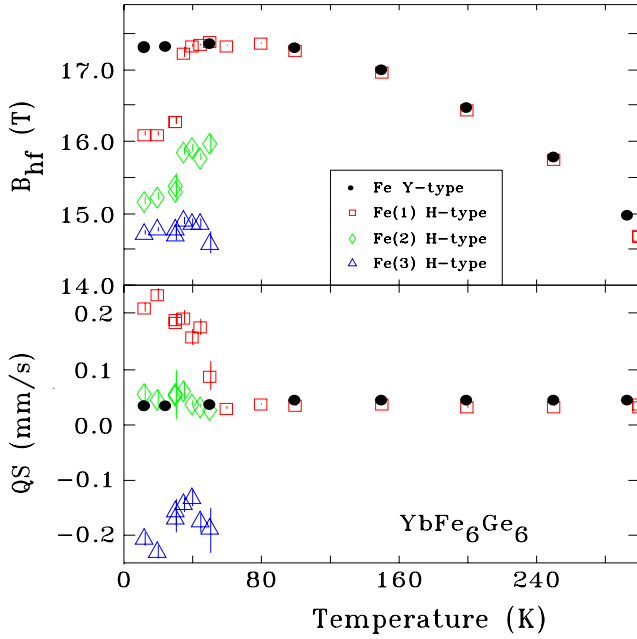 17.0
16.0
15.0
14.0
B_hf (T)
Fe Y-type
Fe(1) H-type
Fe(2) H-type
Fe(3) H-type
0.2
0.1
0.0
-0.1
-0.2
QS (mm/s)
YbFe_6Ge_6
0 80 160 240
Temperature (K)